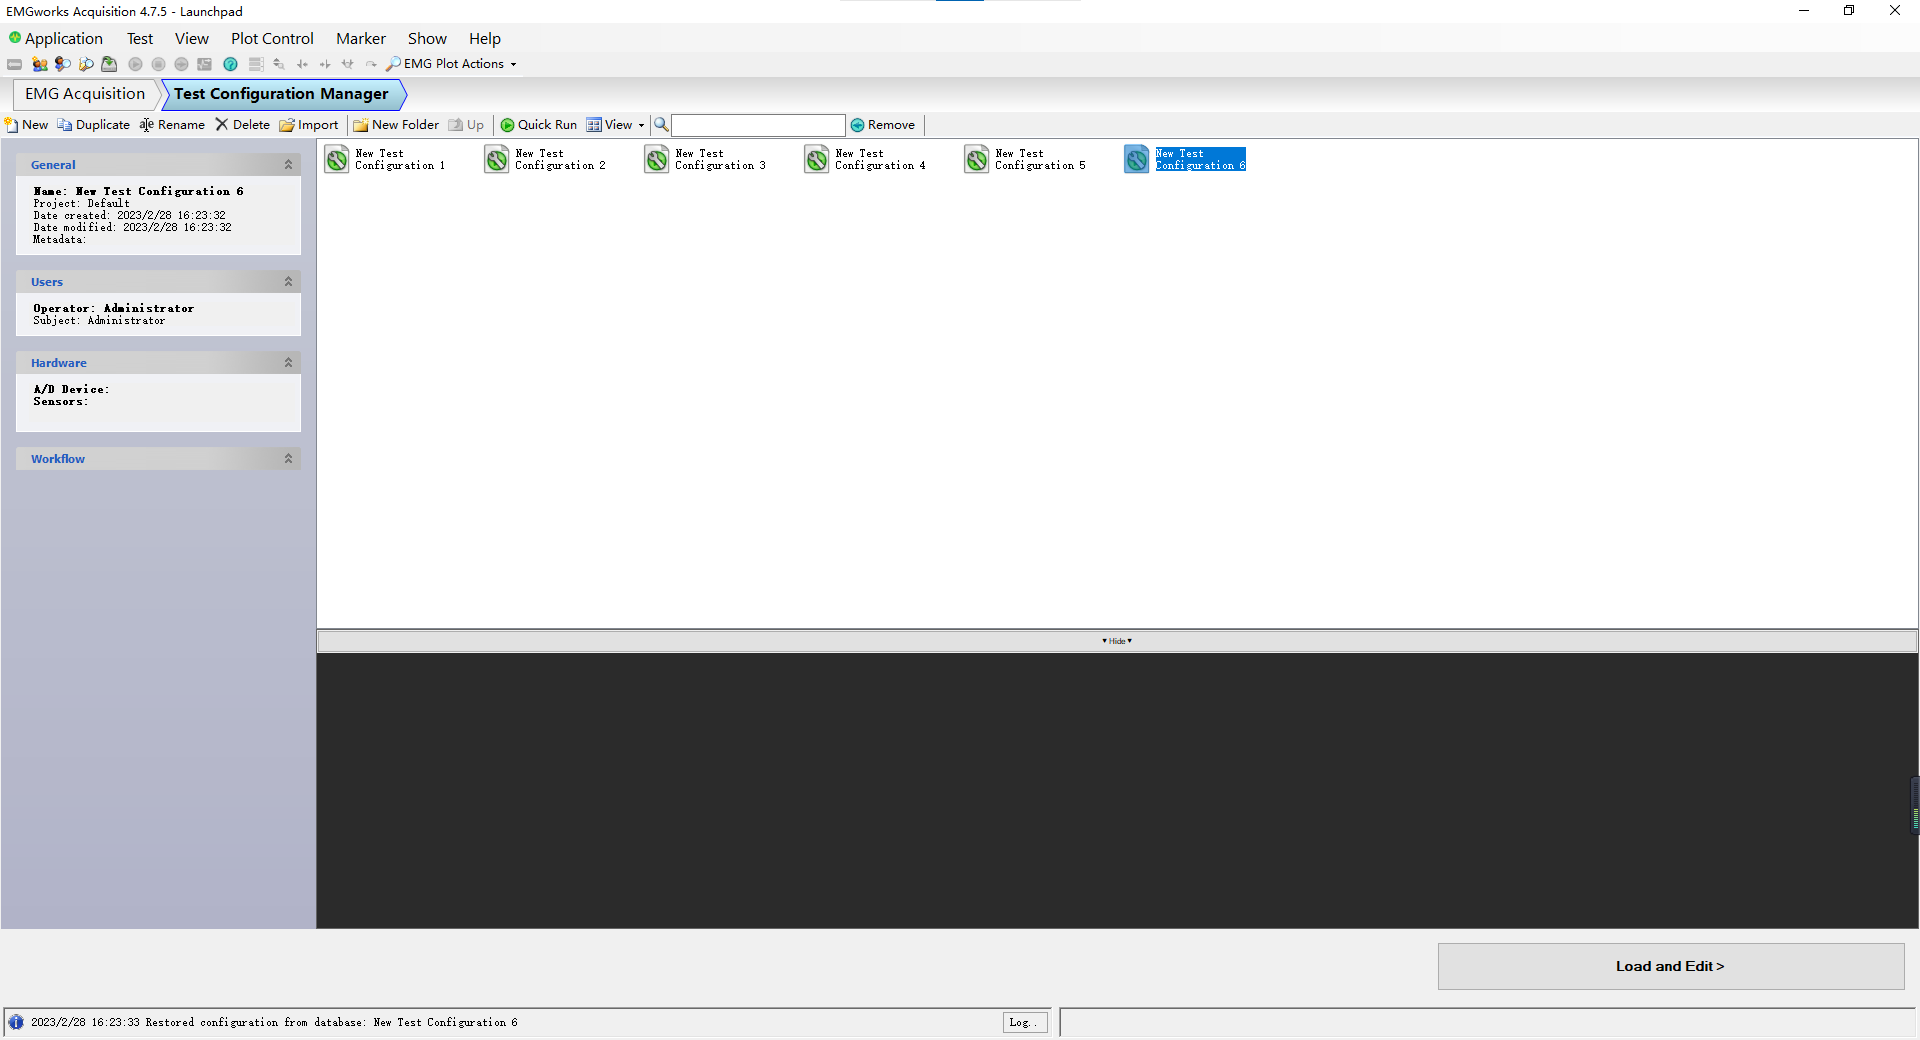 EMGworks Acquisition 4.7.5 - Launchpad
Application Test View Plot Control Marker Show Help
EMG Plot Actions
EMG Acquisition Test Configuration Manager
New Duplicate Rename Delete Import New Folder Up Quick Run View Remove
General
Name: New Test Configuration 6
Project: Default
Date created: 2023/2/28 16:23:32
Date modified: 2023/2/28 16:23:32
Metadata:
Users
Operator: Administrator
Subject: Administrator
Hardware
A/D Device:
Sensors:
Workflow
New Test
Configuration 1
New Test
Configuration 2
New Test
Configuration 3
New Test
Configuration 4
New Test
Configuration 5
New Test
Configuration 6
Hide
Load and Edit >
2023/2/28 16:23:33 Restored configuration from database: New Test Configuration 6
Log..